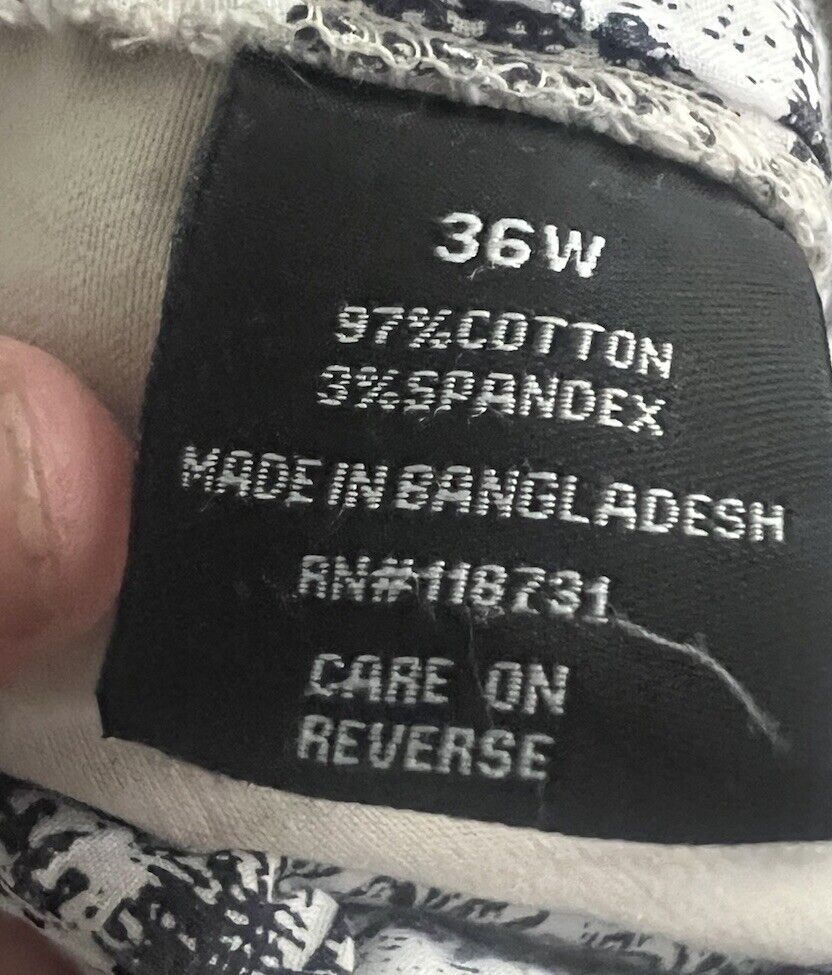 36W
97%COTTON
3%SPANDEX
MADE IN BANGLADESH
RN#118731
CARE ON
REVERSE